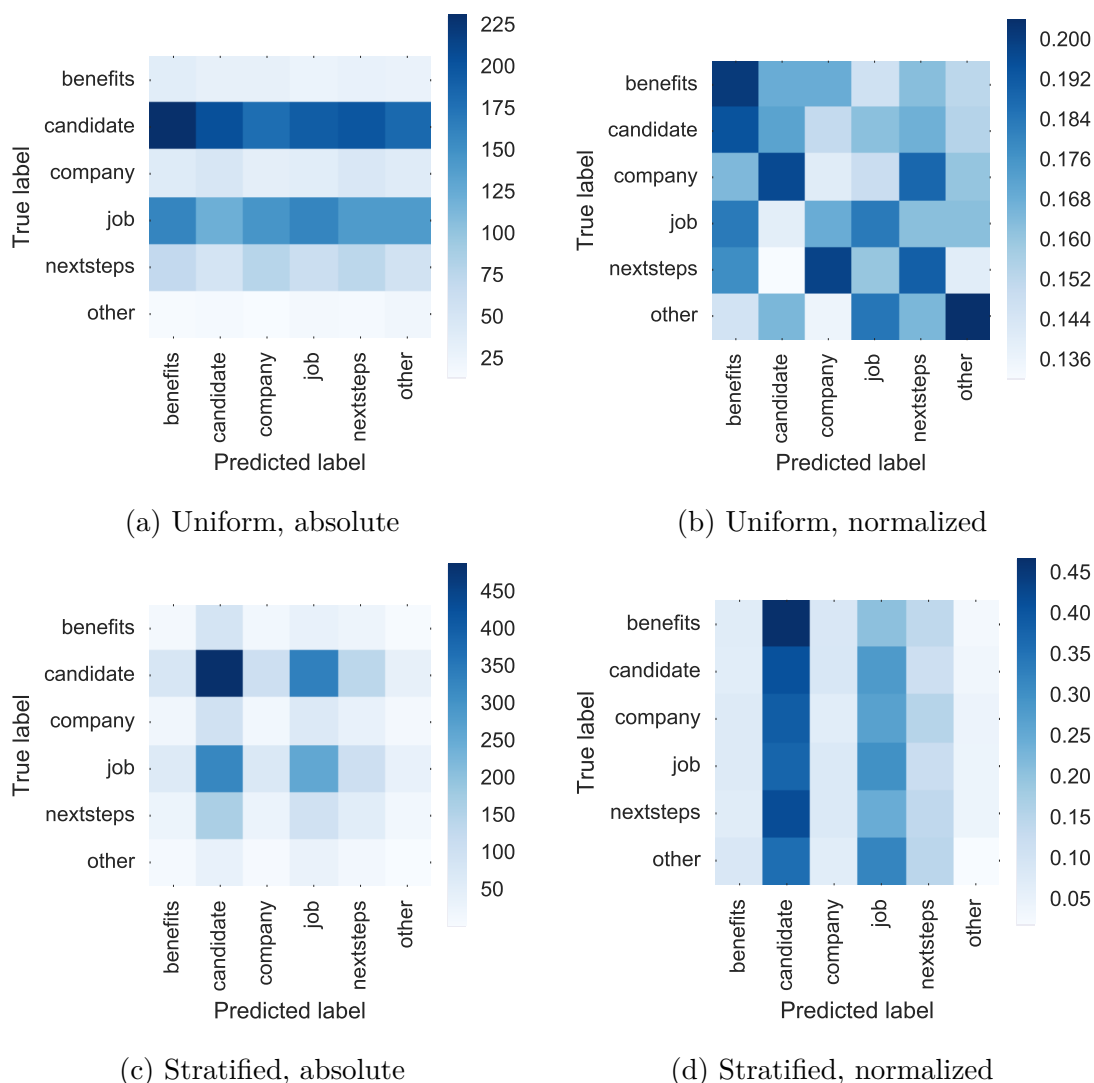 benefits
candidate
company
job
nextsteps
other
True label
benefits
candidate
company
job
nextsteps
other
Predicted label
225
200
175
150
125
100
75
50
25
(a) Uniform, absolute
benefits
candidate
company
job
nextsteps
other
True label
benefits
candidate
company
job
nextsteps
other
Predicted label
0.200
0.192
0.184
0.176
0.168
0.160
0.152
0.144
0.136
(b) Uniform, normalized
benefits
candidate
company
job
nextsteps
other
True label
benefits
candidate
company
job
nextsteps
other
Predicted label
450
400
350
300
250
200
150
100
50
(c) Stratified, absolute
benefits
candidate
company
job
nextsteps
other
True label
benefits
candidate
company
job
nextsteps
other
Predicted label
0.45
0.40
0.35
0.30
0.25
0.20
0.15
0.10
0.05
(d) Stratified, normalized